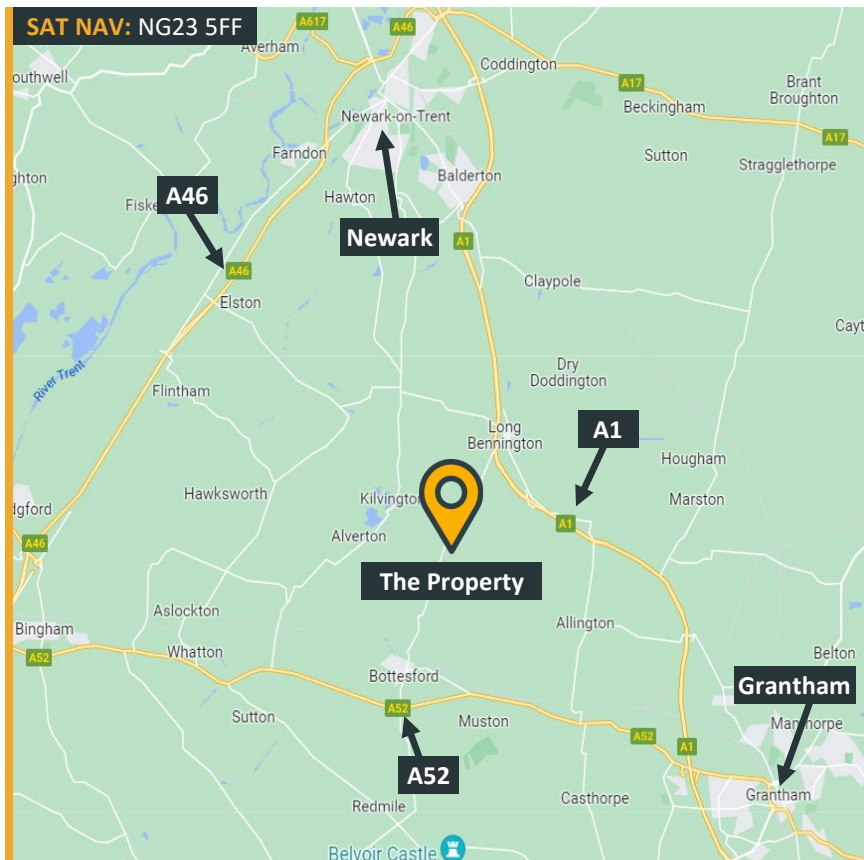 SAT NAV: NG23 5FF
A617
A46
Averham
outhwell
Coddington
A17
Brant
Broughton
Beckingham
Newark-on-Trent
A17
Farndon
Sutton
Stragglethorpe
ghton
Balderton
A46
Fiske
Hawton
Newark
A1
A46
Claypole
Elston
Cayt
River Trent
Dry
Doddington
Flintham
Long
Bennington
A1
Hougham
Hawksworth
Kilvington
Marston
dgford
A1
Alverton
A46
The Property
Aslockton
Allington
Bingham
Whatton
Belton
A52
Bottesford
Grantham
A52
Sutton
Muston
A52
A1
A52
Redmile
Casthorpe
Grantham
Belvoir Castle